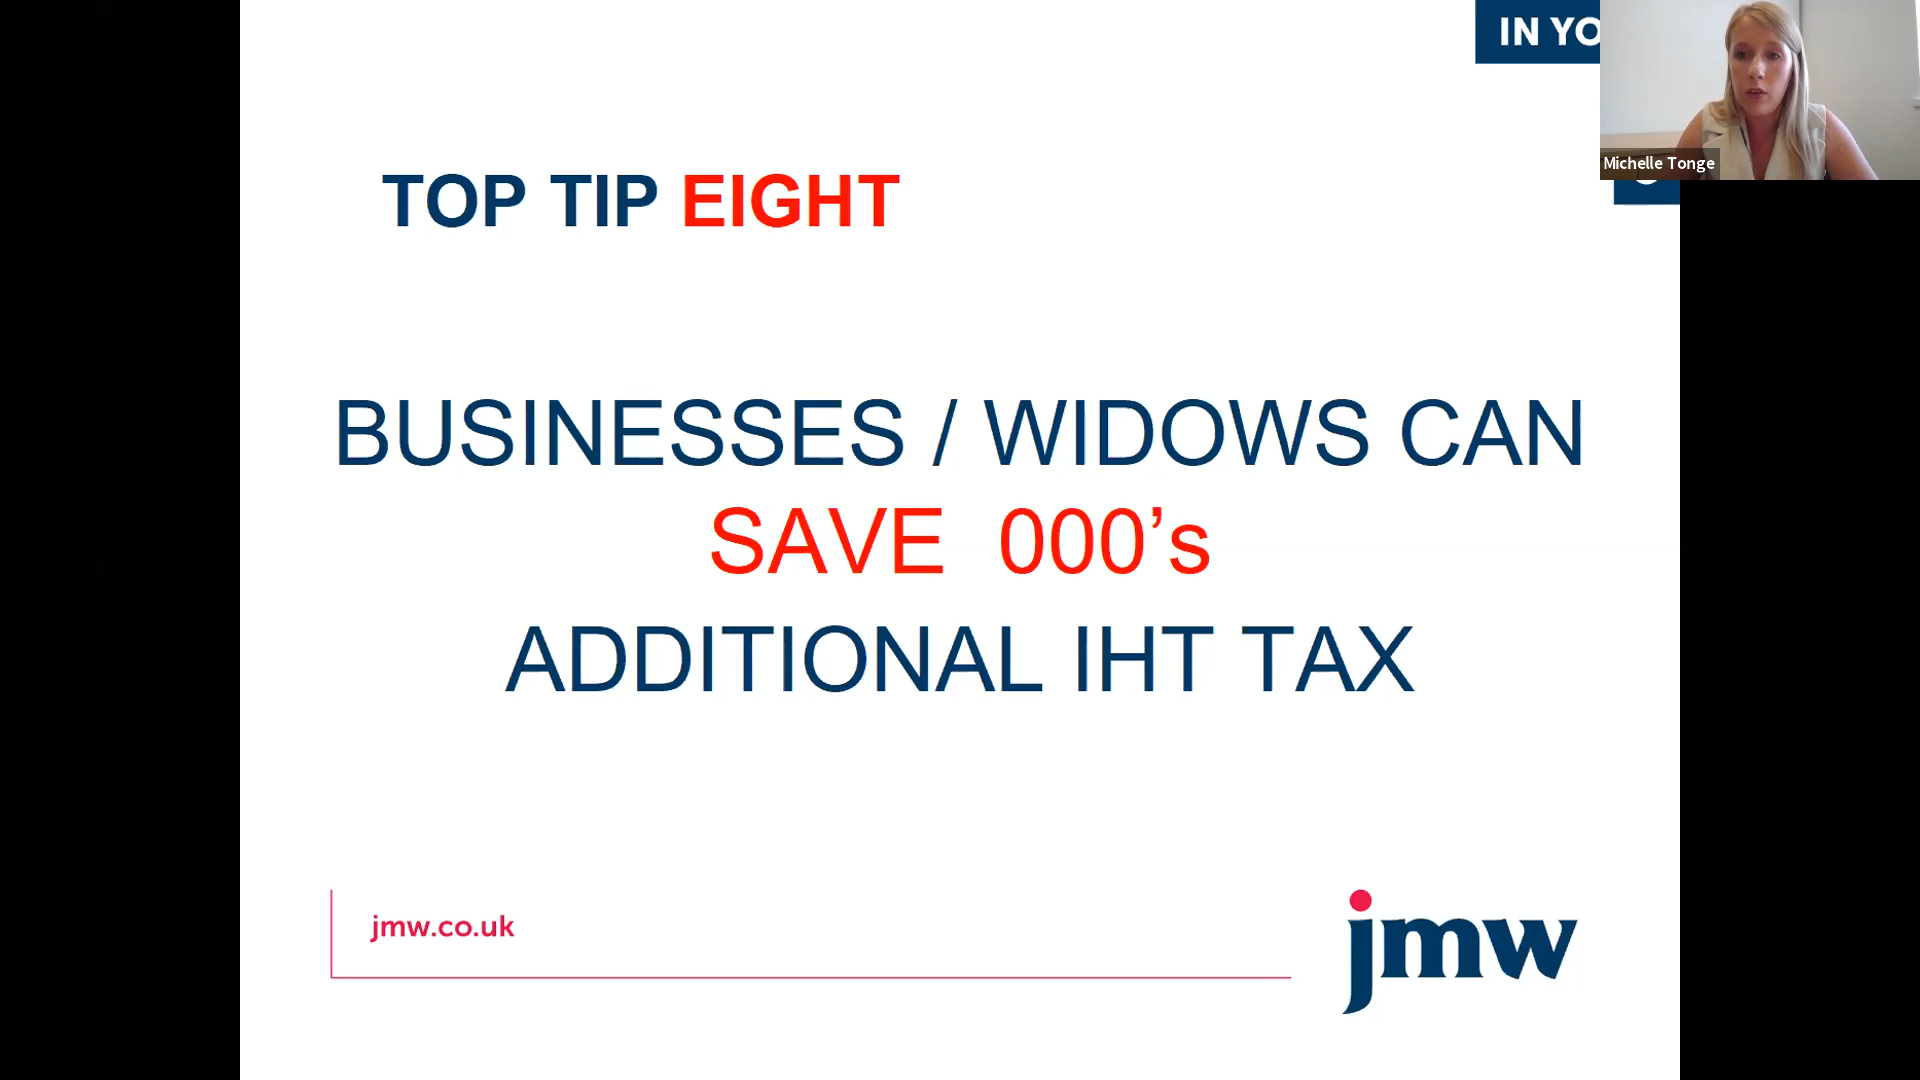 IN YO
Michelle Tonge
TOP TIP EIGHT
BUSINESSES / WIDOWS CAN
SAVE 000’s
ADDITIONAL IHT TAX
jmw.co.uk
jmw